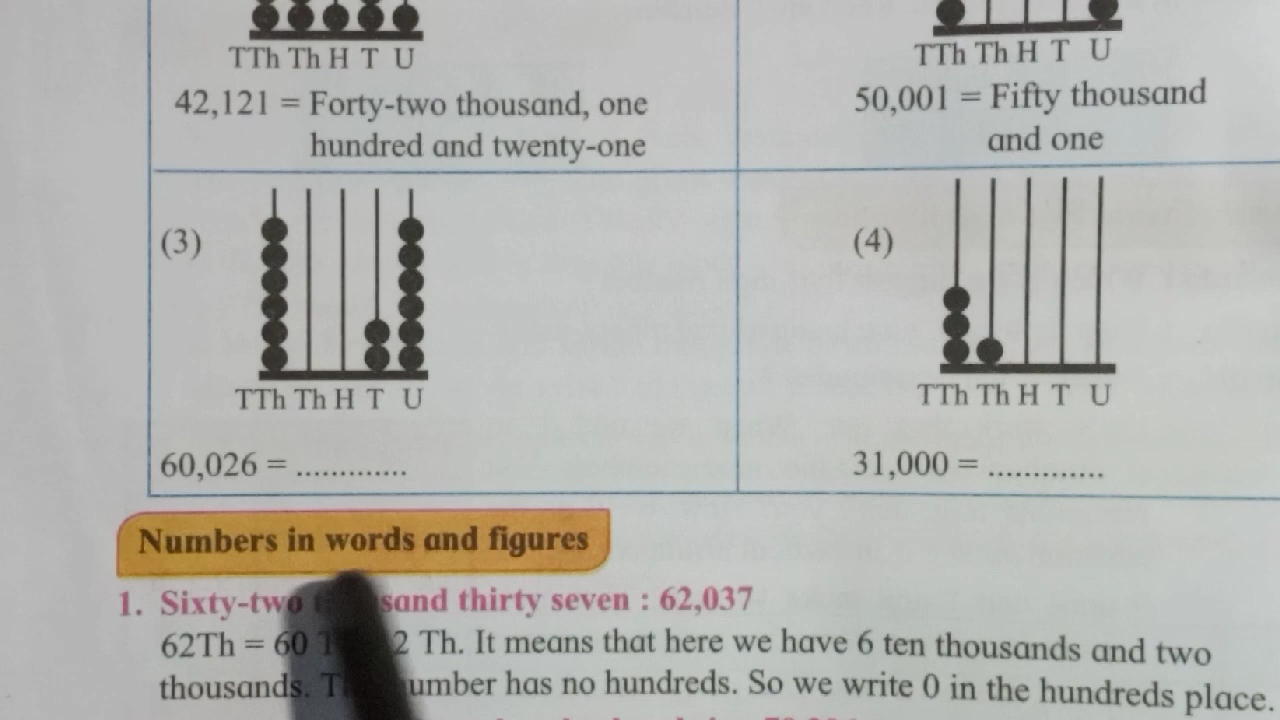 TTh Th H T U
42,121 = Forty-two thousand, one
hundred and twenty-one
TTh Th H T U
50,001 = Fifty thousand
and one
(3)
TTh Th H T U
60,026 = .............
(4)
TTh Th H T U
31,000 = .............
Numbers in words and figures
1. Sixty-two sand thirty seven : 62,037
62Th = 60 2 Th. It means that here we have 6 ten thousands and two
thousands. umber has no hundreds. So we write 0 in the hundreds place.